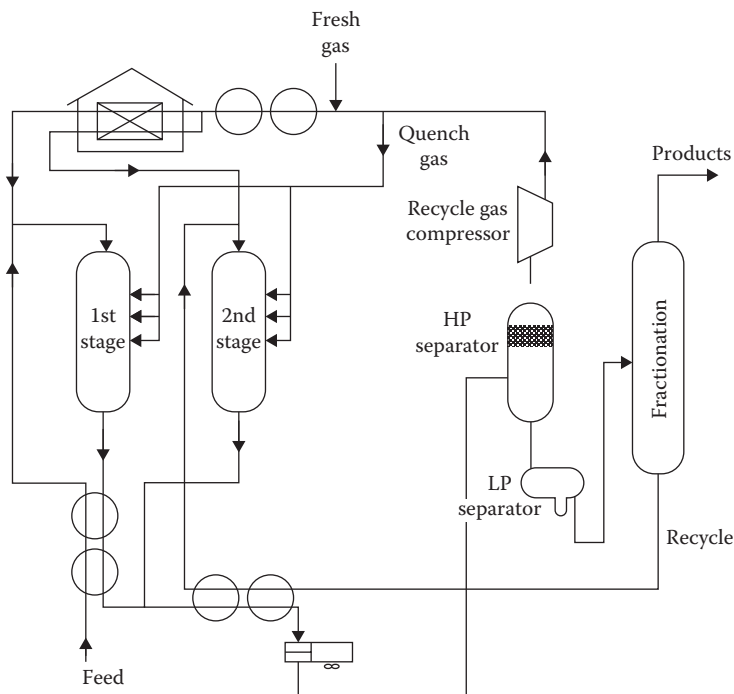 Fresh
gas
Quench
gas
Products
Recycle gas
compressor
1st
stage
2nd
stage
HP
separator
Fractionation
LP
separator
Recycle
Feed